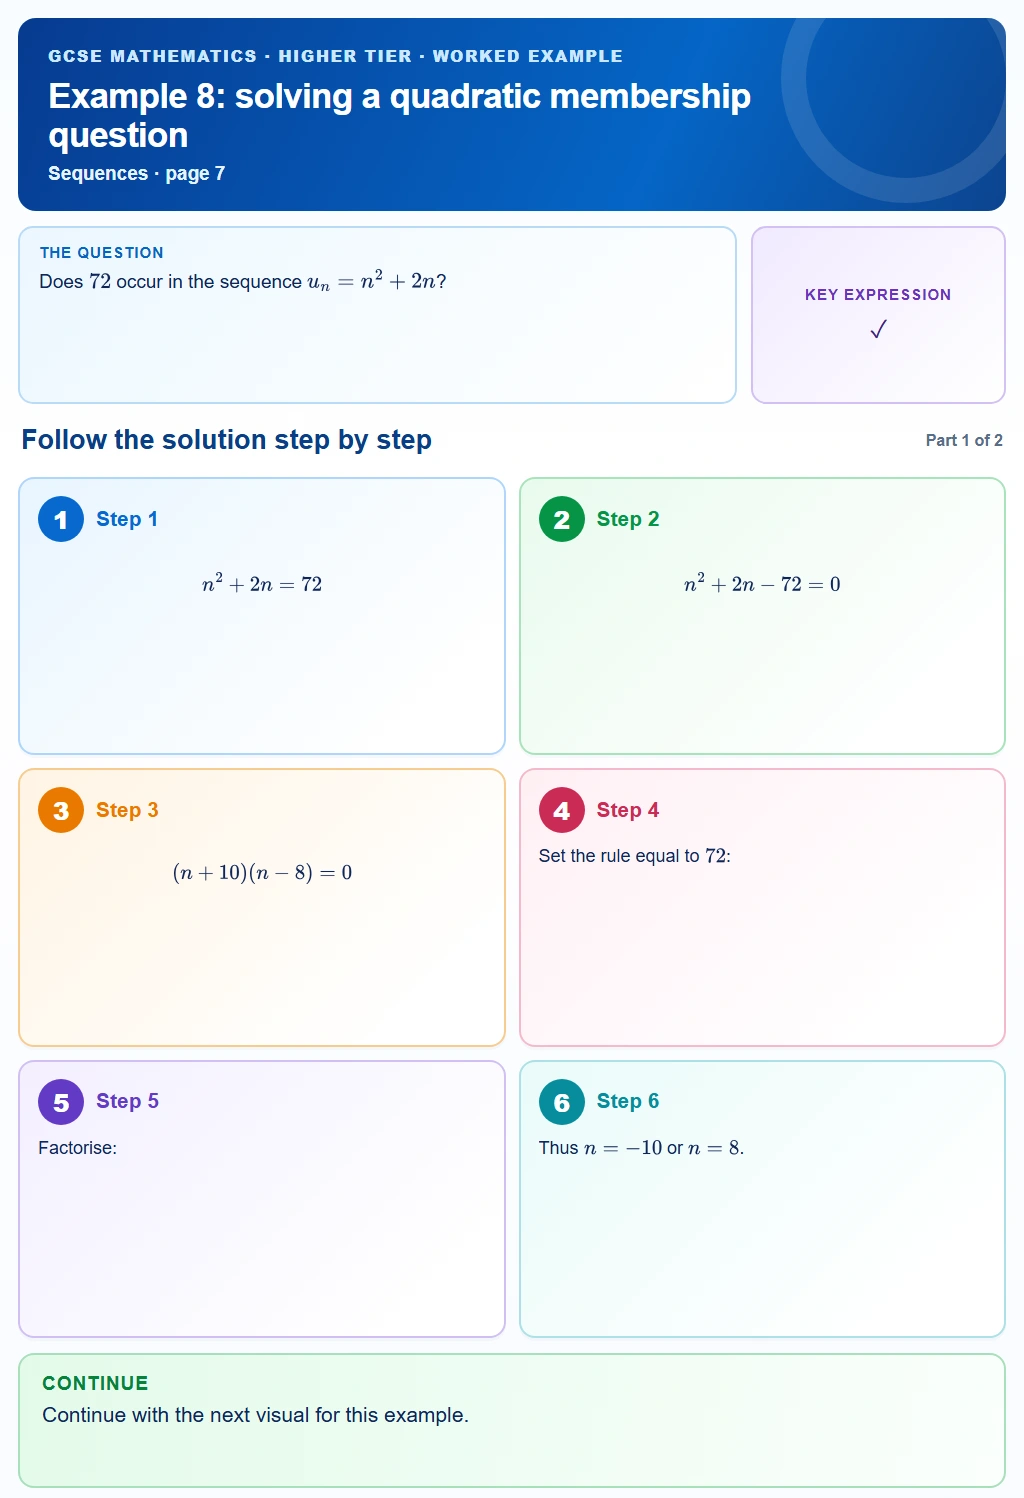 GCSE MATHEMATICS · HIGHER TIER · WORKED EXAMPLE
Example 8: solving a quadratic membership
question
Sequences · page 7
THE QUESTION
Does 72 occur in the sequence uₙ = n² + 2n?
KEY EXPRESSION
✓
Follow the solution step by step
Part 1 of 2
1 Step 1
n² + 2n = 72
2 Step 2
n² + 2n − 72 = 0
3 Step 3
(n + 10)(n − 8) = 0
4 Step 4
Set the rule equal to 72:
5 Step 5
Factorise:
6 Step 6
Thus n = −10 or n = 8.
CONTINUE
Continue with the next visual for this example.